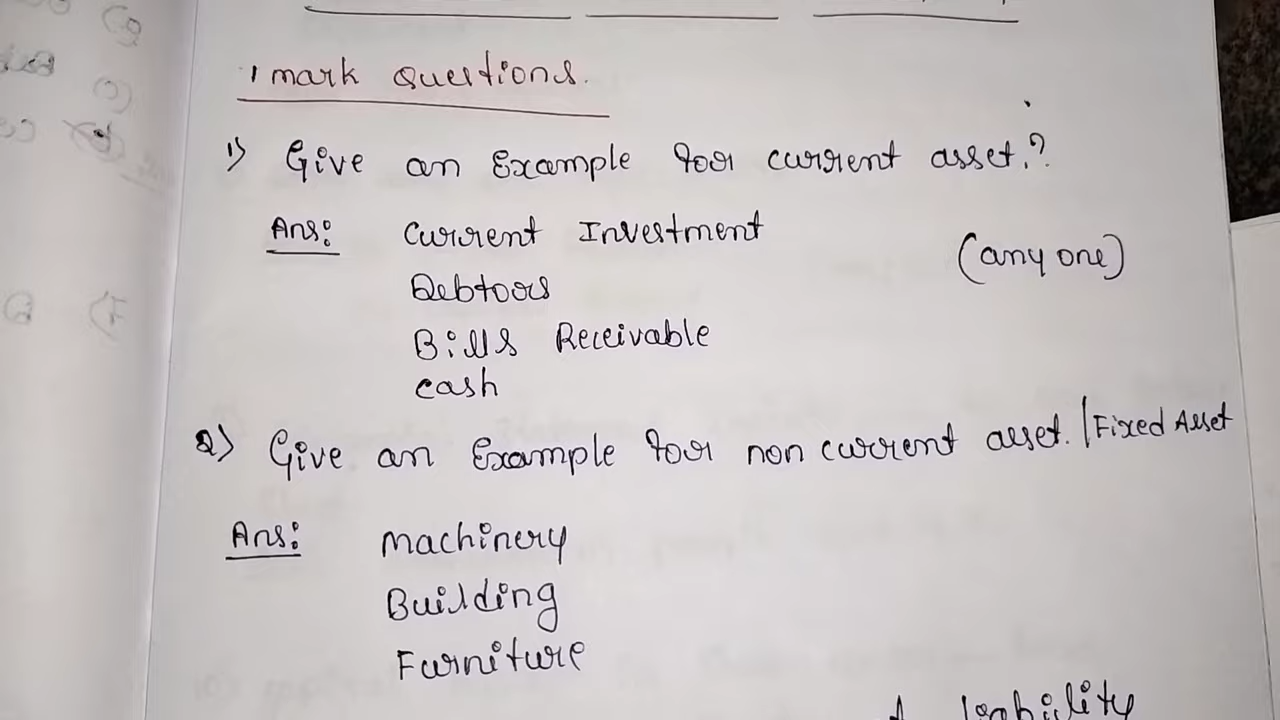 1 mark Questions.
1) Give an Example for current asset.?
Ans: Current Investment
(any one)
Debtors
Bills Receivable
cash
2) Give an Example for non current asset. / Fixed Asset
Ans: Machinery
Building
Furniture